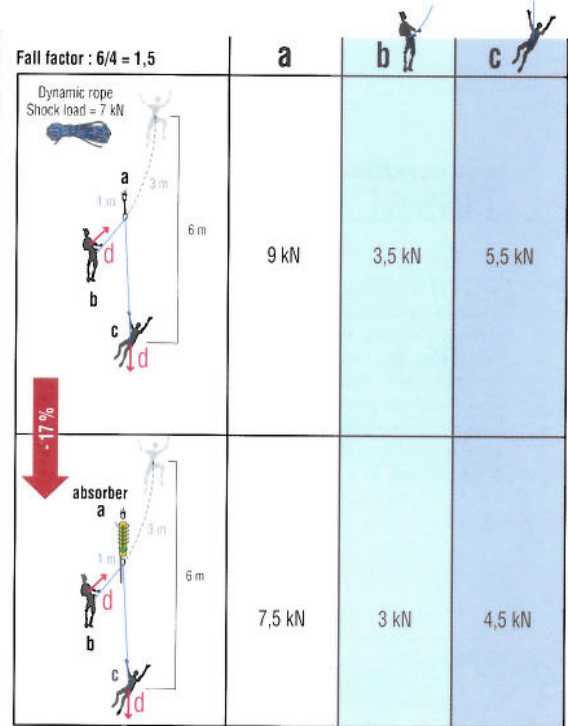 Fall factor : 6/4 = 1,5
a
b
c
Dynamic rope
Shock load = 7 kN
a
3 m
1 m
6 m
d
b
c
d
9 kN
3,5 kN
5,5 kN
- 17 %
absorber
a
3 m
1 m
6 m
d
b
c
d
7,5 kN
3 kN
4,5 kN